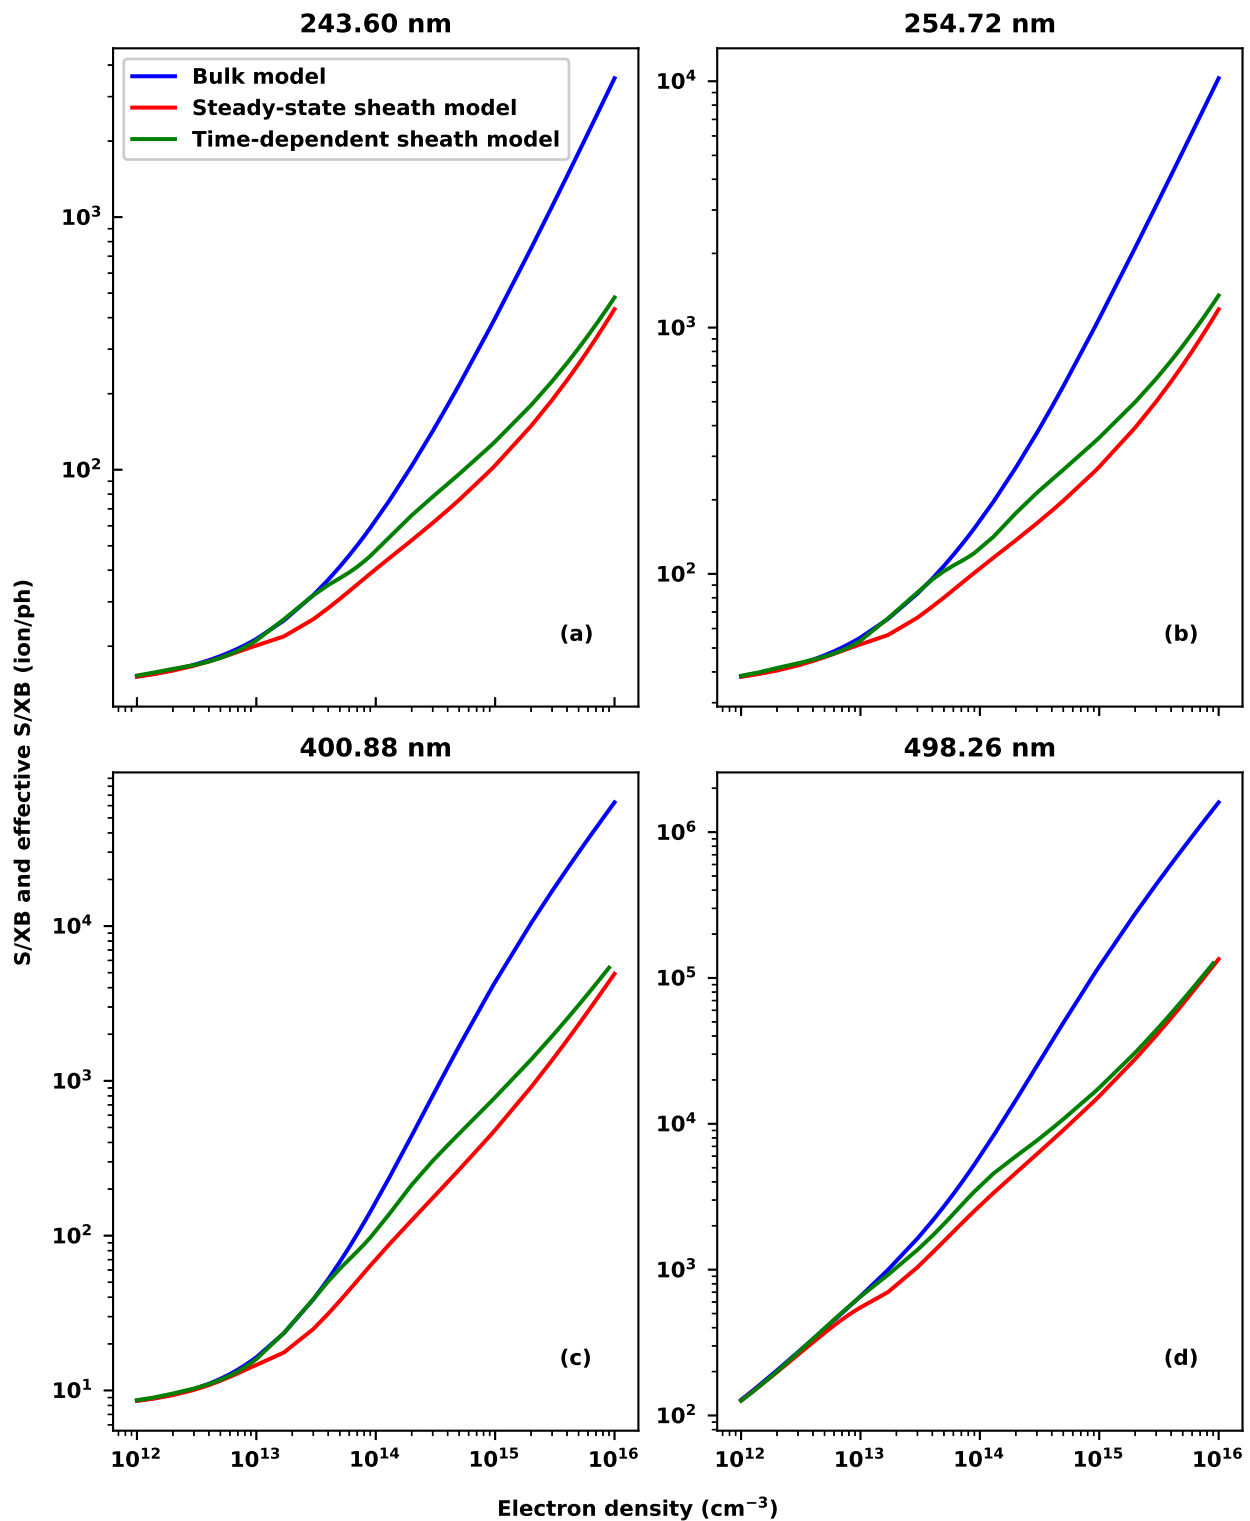 243.60 nm
254.72 nm
Bulk model
Steady-state sheath model
Time-dependent sheath model
10³
10²
(a)
10⁴
10³
10²
(b)
S/XB and effective S/XB (ion/ph)
400.88 nm
498.26 nm
10⁴
10³
10²
10¹
(c)
10⁶
10⁵
10⁴
10³
10²
(d)
10¹² 10¹³ 10¹⁴ 10¹⁵ 10¹⁶
10¹² 10¹³ 10¹⁴ 10¹⁵ 10¹⁶
Electron density (cm⁻³)